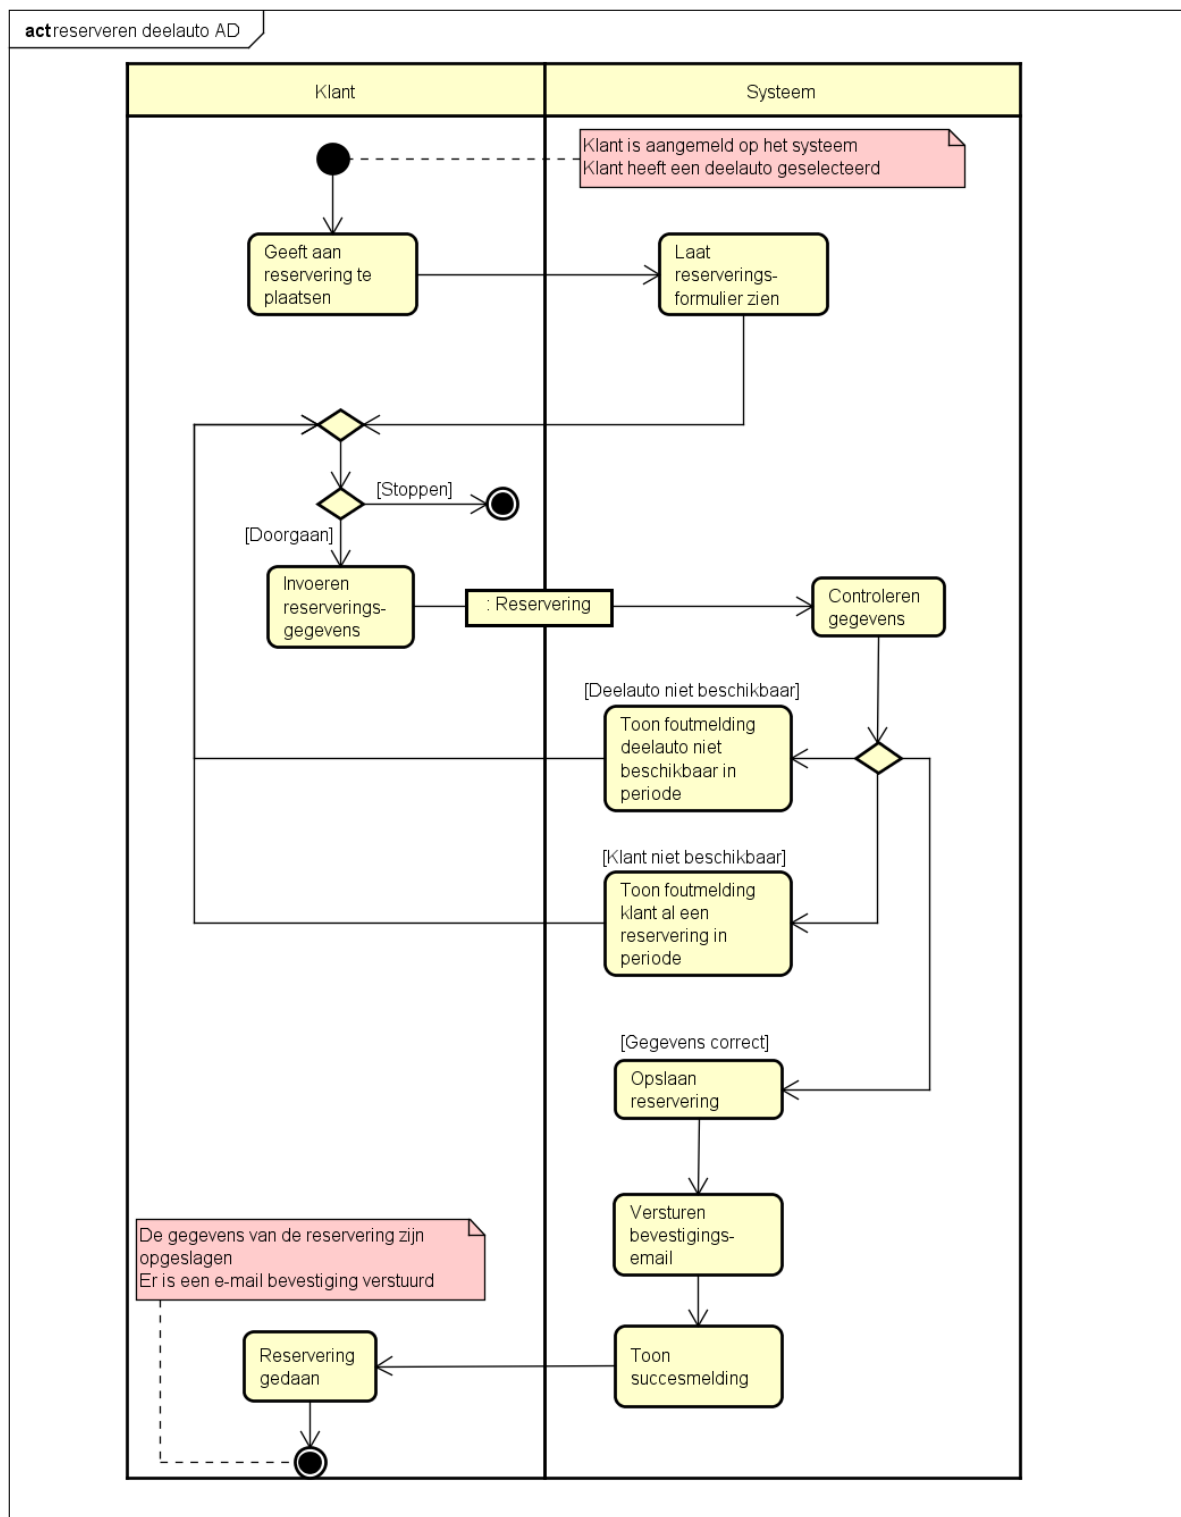 act reserveren deelauto AD
Klant
Systeem
Klant is aangemeld op het systeem
Klant heeft een deelauto geselecteerd
Geeft aan
reservering te
plaatsen
Laat
reserverings-
formulier zien
[Stoppen]
[Doorgaan]
Invoeren
reserverings-
gegevens
: Reservering
Controleren
gegevens
[Deelauto niet beschikbaar]
Toon foutmelding
deelauto niet
beschikbaar in
periode
[Klant niet beschikbaar]
Toon foutmelding
klant al een
reservering in
periode
[Gegevens correct]
Opslaan
reservering
Versturen
bevestigings-
email
De gegevens van de reservering zijn
opgeslagen
Er is een e-mail bevestiging verstuurd
Reservering
gedaan
Toon
succesmelding